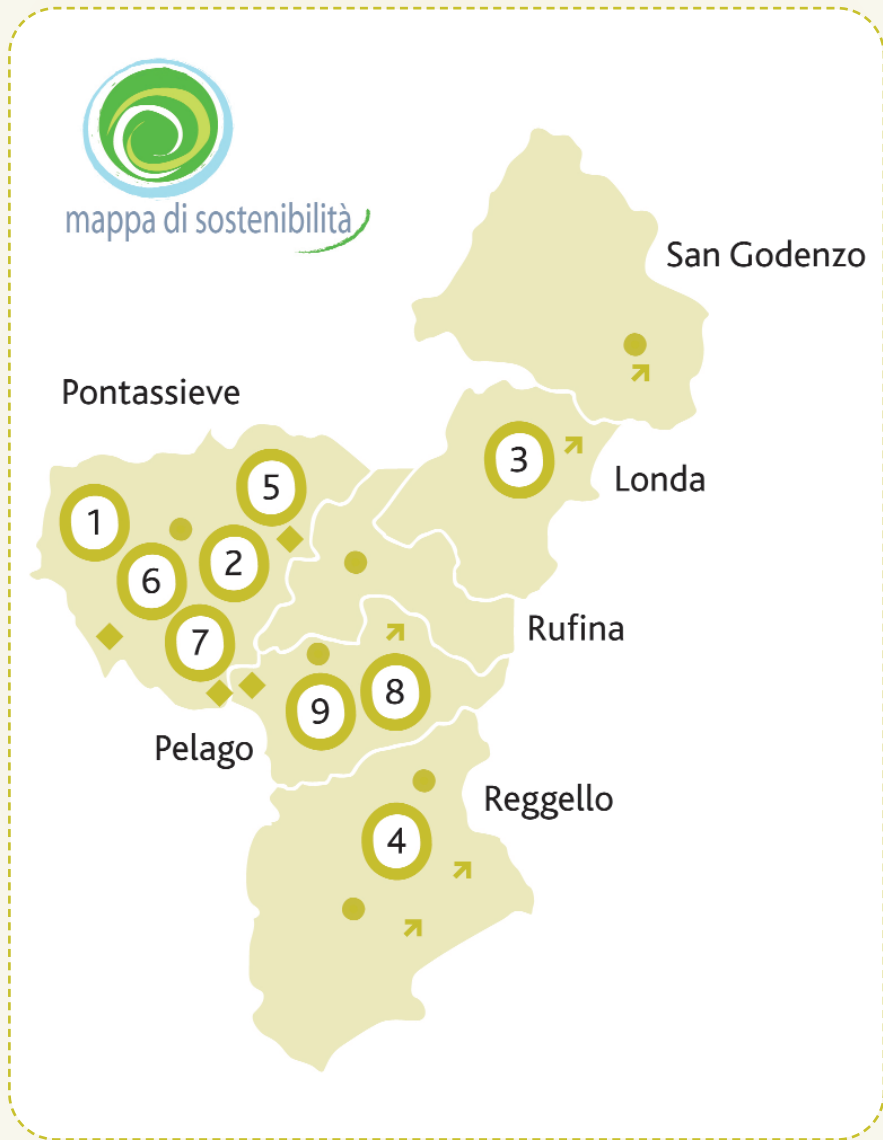 mappa di sostenibilità
San Godenzo
Pontassieve
3
Londa
5
1
2
6
Rufina
7
8
9
Pelago
Reggello
4